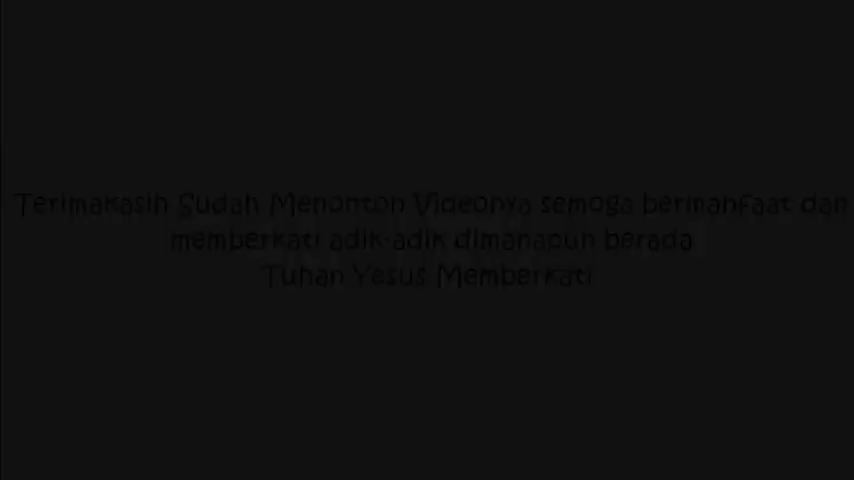 Terimakasih Sudah Menonton Videonya semoga bermanfaat dan
memberkati adik-adik dimanapun berada
Tuhan Yesus Memberkati